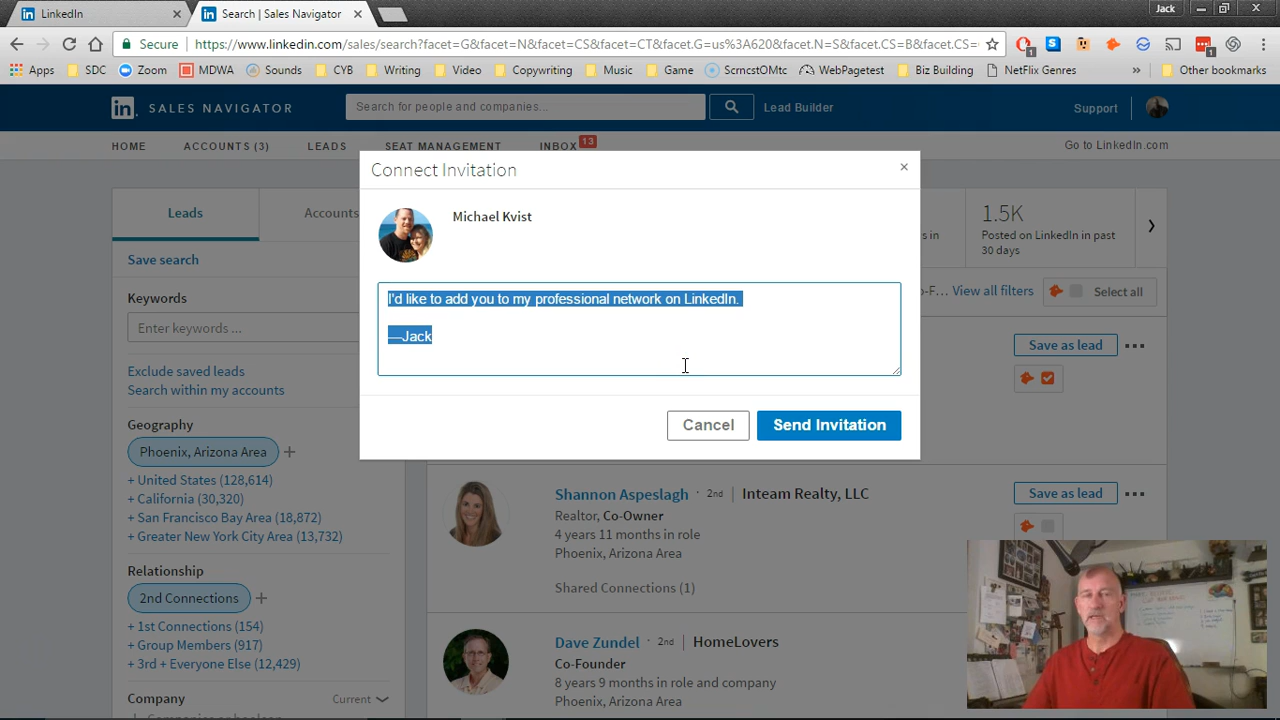 LinkedIn
Search | Sales Navigator
Jack
Secure
https://www.linkedin.com/sales/search?facet=G&facet=N&facet=CS&facet=CT&facet.G=us%3A620&facet.N=S&facet.CS=B&facet.CS=
1
1
Apps
SDC
Zoom
MDWA
Sounds
CYB
Writing
Video
Copywriting
Music
Game
ScrncstOMtc
WebPagetest
Biz Building
NetFlix Genres
»
Other bookmarks
in
SALES NAVIGATOR
Search for people and companies...
Lead Builder
Support
HOME
ACCOUNTS (3)
LEADS
SEAT MANAGEMENT
INBOX
13
Go to LinkedIn.com
Connect Invitation
×
Michael Kvist
I'd like to add you to my professional network on LinkedIn.
—Jack
Cancel
Send Invitation
Leads
Accounts
Save search
Keywords
Enter keywords ...
Exclude saved leads
Search within my accounts
Geography
Phoenix, Arizona Area +
+ United States (128,614)
+ California (30,320)
+ San Francisco Bay Area (18,872)
+ Greater New York City Area (13,732)
Relationship
2nd Connections +
+ 1st Connections (154)
+ Group Members (917)
+ 3rd + Everyone Else (12,429)
Company
Current
s in
1.5K
Posted on LinkedIn in past
30 days
o-F… View all filters
Select all
Save as lead
Shannon Aspeslagh · 2nd | Inteam Realty, LLC
Realtor, Co-Owner
4 years 11 months in role
Phoenix, Arizona Area
Shared Connections (1)
Save as lead
Dave Zundel · 2nd | HomeLovers
Co-Founder
8 years 9 months in role and company
Phoenix, Arizona Area